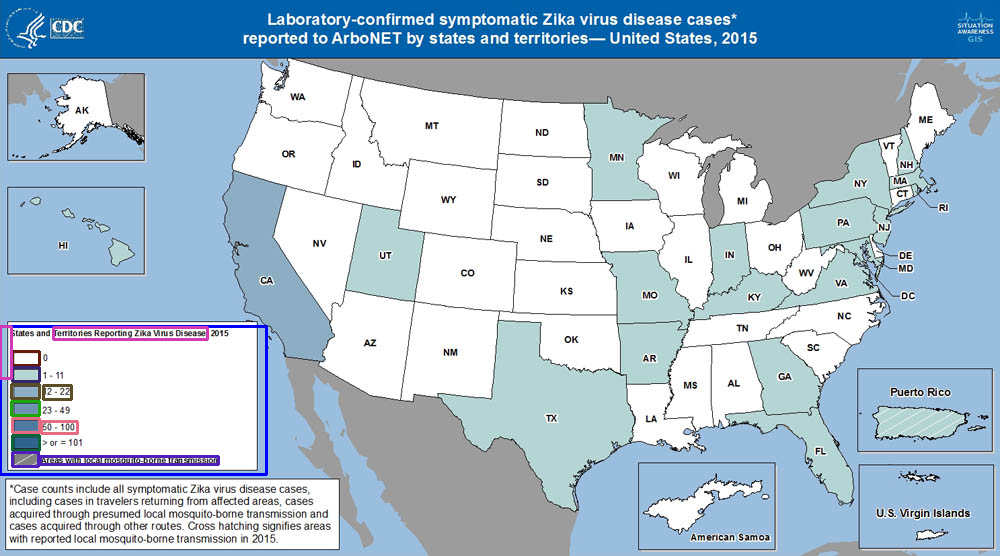 Laboratory-confirmed symptomatic Zika virus disease cases*
reported to ArboNET by states and territories— United States, 2015
CDC
SITUATION
AWARENESS
GIS
AK
HI
WA
OR
ID
MT
ND
MN
WI
MI
ME
VT
NH
NY
MA
CT
RI
SD
WY
NE
IA
PA
NJ
NV
UT
CA
CO
KS
MO
IL
IN
OH
WV
VA
DE
MD
DC
KY
AZ
NM
OK
AR
TN
NC
SC
MS
AL
GA
TX
LA
FL
Puerto Rico
American Samoa
U.S. Virgin Islands
States and Territories Reporting Zika Virus Disease, 2015
0
1 - 11
12 - 22
23 - 49
50 - 100
> or = 101
Areas with local mosquito-borne transmission
*Case counts include all symptomatic Zika virus disease cases,
including cases in travelers returning from affected areas, cases
acquired through presumed local mosquito-borne transmission and
cases acquired through other routes. Cross hatching signifies areas
with reported local mosquito-borne transmission in 2015.